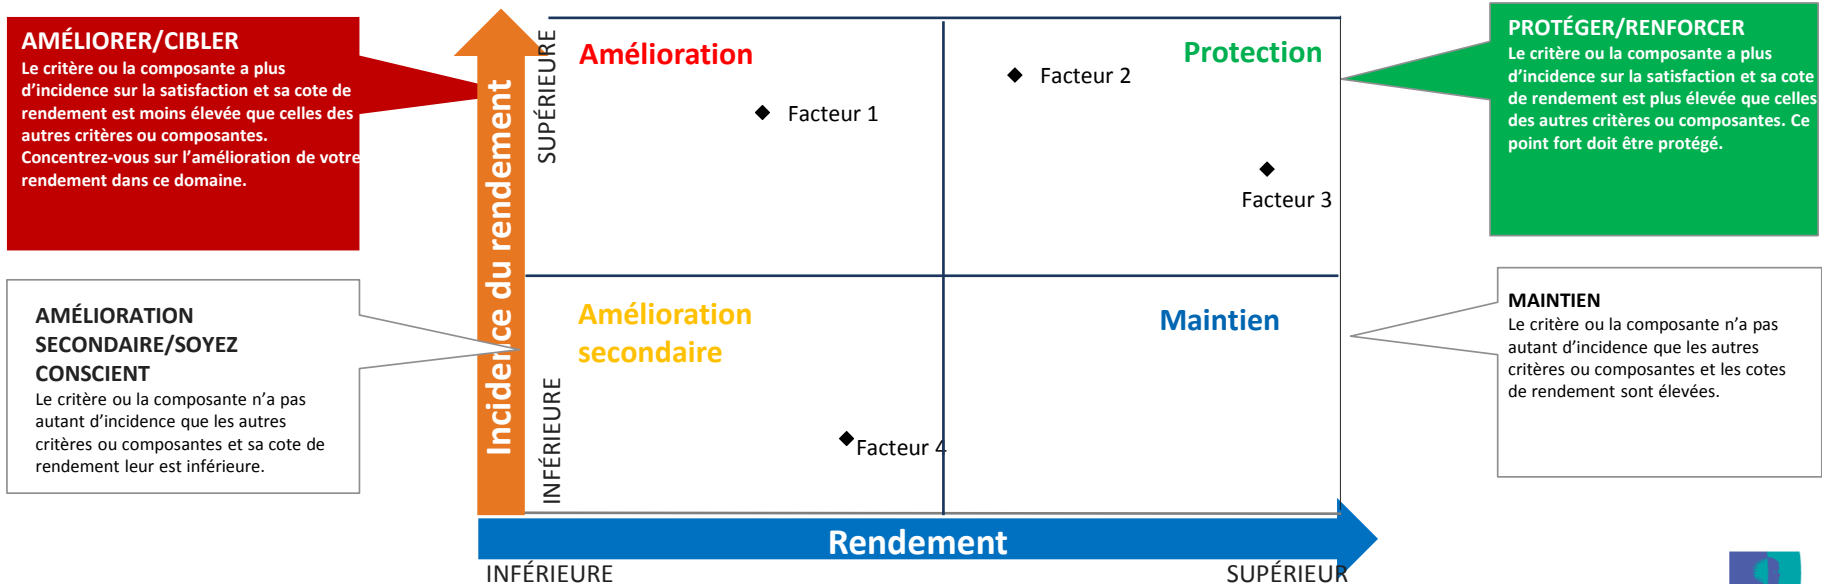 AMÉLIORER/CIBLER
Le critère ou la composante a plus
d’incidence sur la satisfaction et sa cote de
rendement est moins élevée que celles des
autres critères ou composantes.
Concentrez-vous sur l’amélioration de votre
rendement dans ce domaine.
AMÉLIORATION
SECONDAIRE/SOYEZ
CONSCIENT
Le critère ou la composante n’a pas
autant d’incidence que les autres
critères ou composantes et sa cote de
rendement leur est inférieure.
Incidence du rendement
SUPÉRIEURE
INFÉRIEURE
Amélioration
Facteur 1
Facteur 2
Protection
Facteur 3
Amélioration
secondaire
Facteur 4
Maintien
Rendement
INFÉRIEURE
SUPÉRIEUR
PROTÉGER/RENFORCER
Le critère ou la composante a plus
d’incidence sur la satisfaction et sa cote
de rendement est plus élevée que celles
des autres critères ou composantes. Ce
point fort doit être protégé.
MAINTIEN
Le critère ou la composante n’a pas
autant d’incidence que les autres
critères ou composantes et les cotes
de rendement sont élevées.